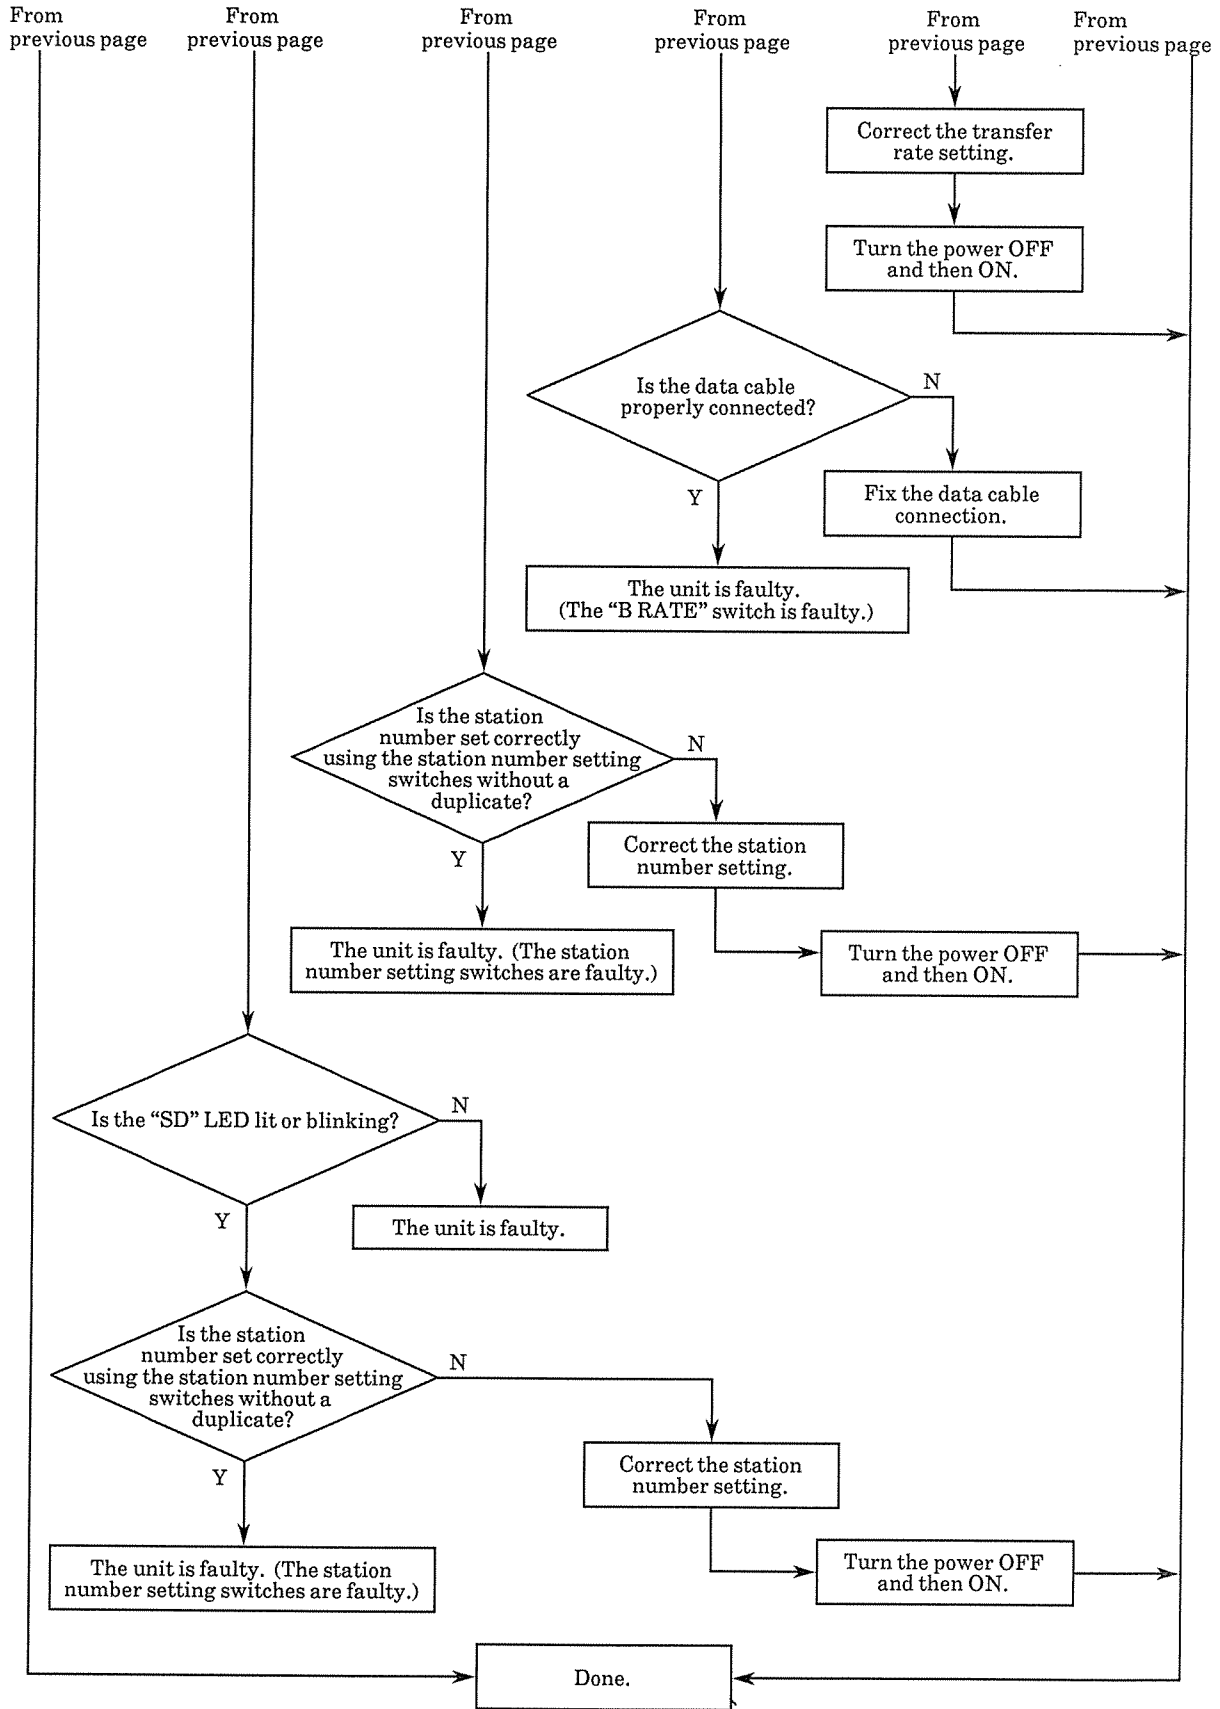 From
previous page
From
previous page
From
previous page
From
previous page
From
previous page
From
previous page
Correct the transfer
rate setting.
Turn the power OFF
and then ON.
Is the data cable
properly connected?
N
Y
Fix the data cable
connection.
The unit is faulty.
(The “B RATE” switch is faulty.)
Is the station
number set correctly
using the station number setting
switches without a
duplicate?
N
Y
Correct the station
number setting.
The unit is faulty. (The station
number setting switches are faulty.)
Turn the power OFF
and then ON.
Is the “SD” LED lit or blinking?
N
Y
The unit is faulty.
Is the station
number set correctly
using the station number setting
switches without a
duplicate?
N
Y
Correct the station
number setting.
The unit is faulty. (The station
number setting switches are faulty.)
Turn the power OFF
and then ON.
Done.